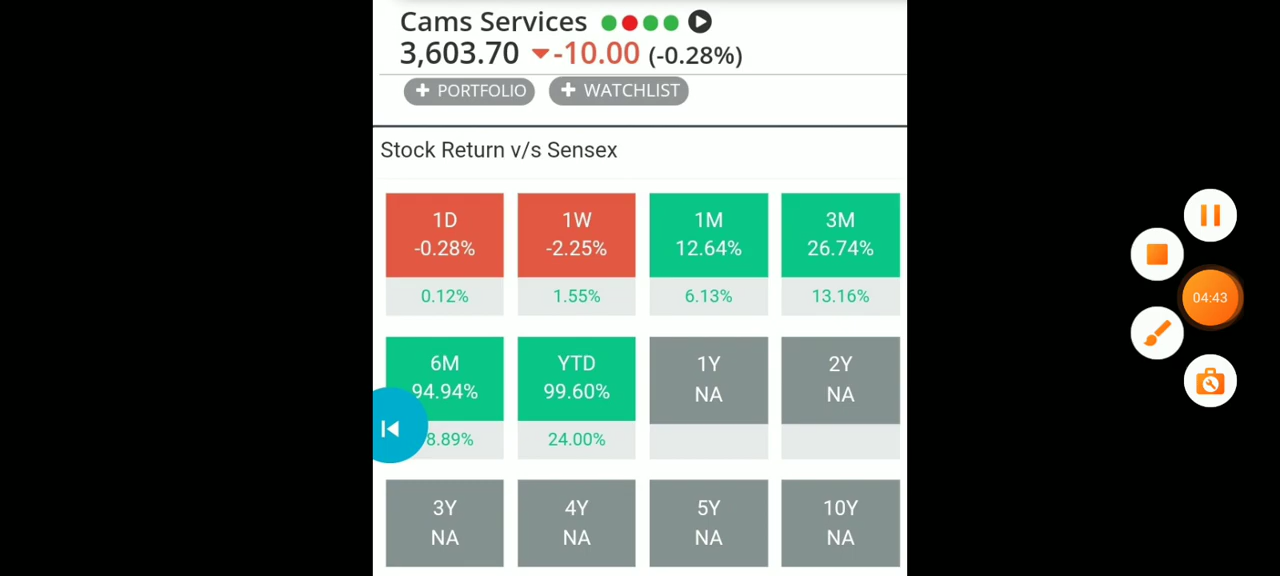 Cams Services
3,603.70 -10.00 (-0.28%)
+ PORTFOLIO + WATCHLIST
Stock Return v/s Sensex
1D 1W 1M 3M
-0.28% -2.25% 12.64% 26.74%
0.12% 1.55% 6.13% 13.16%
04:43
6M YTD 1Y 2Y
94.94% 99.60% NA NA
8.89% 24.00%
3Y 4Y 5Y 10Y
NA NA NA NA